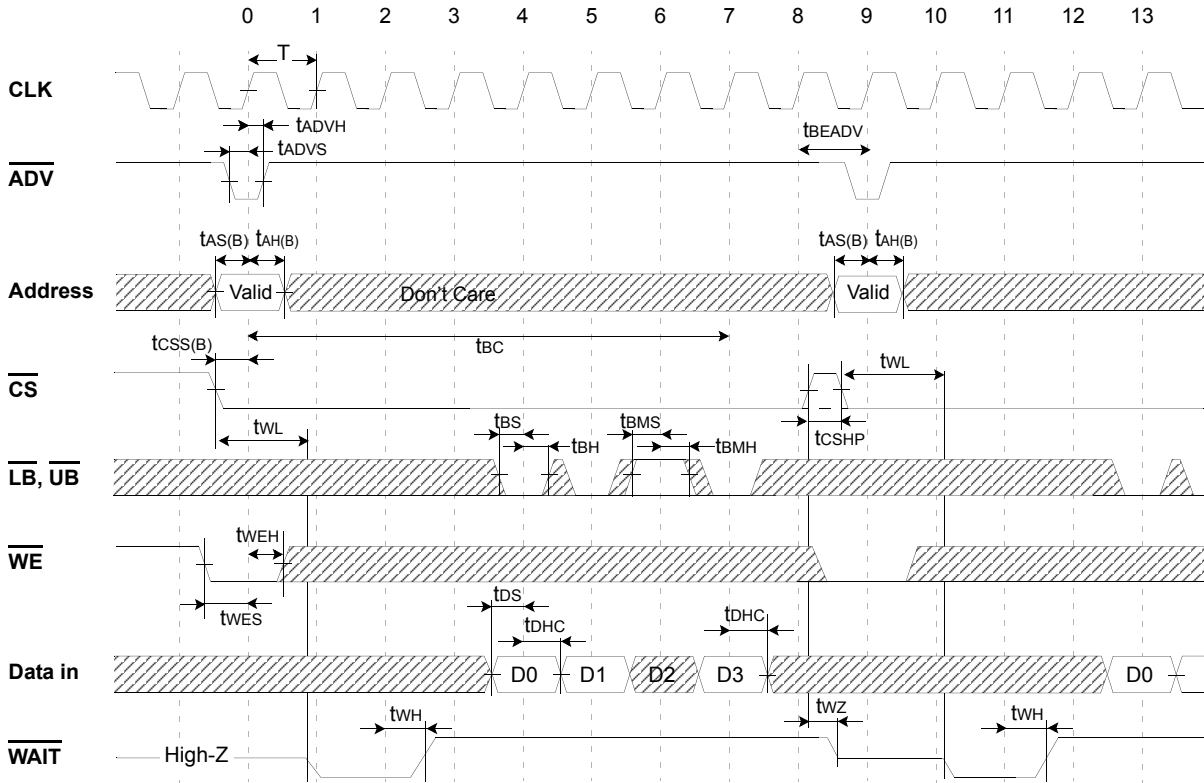 0 1 2 3 4 5 6 7 8 9 10 11 12 13
T
CLK
tADVH
tBEADV
tADVS
ADV
tAS(B) tAH(B) tAS(B) tAH(B)
Address Valid Don't Care Valid
tCSS(B) tBC
CS tWL
tWL tBS tBMS tCSHP
tBH tBMH
LB, UB
tWEH
WE
tWES tDS
tDHC tDHC
Data in D0 D1 D2 D3 D0
tWH tWZ tWH
WAIT High-Z